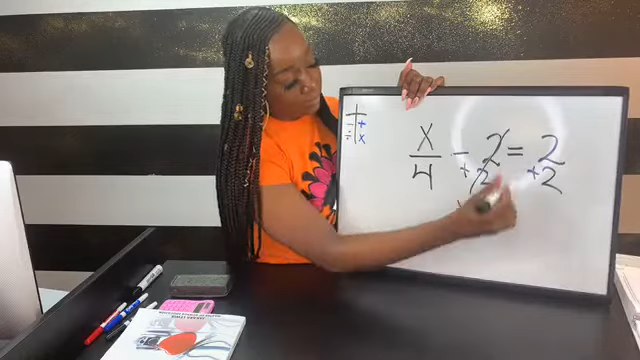 - +
÷ x
x/4 - 2 = 2
+2 +2